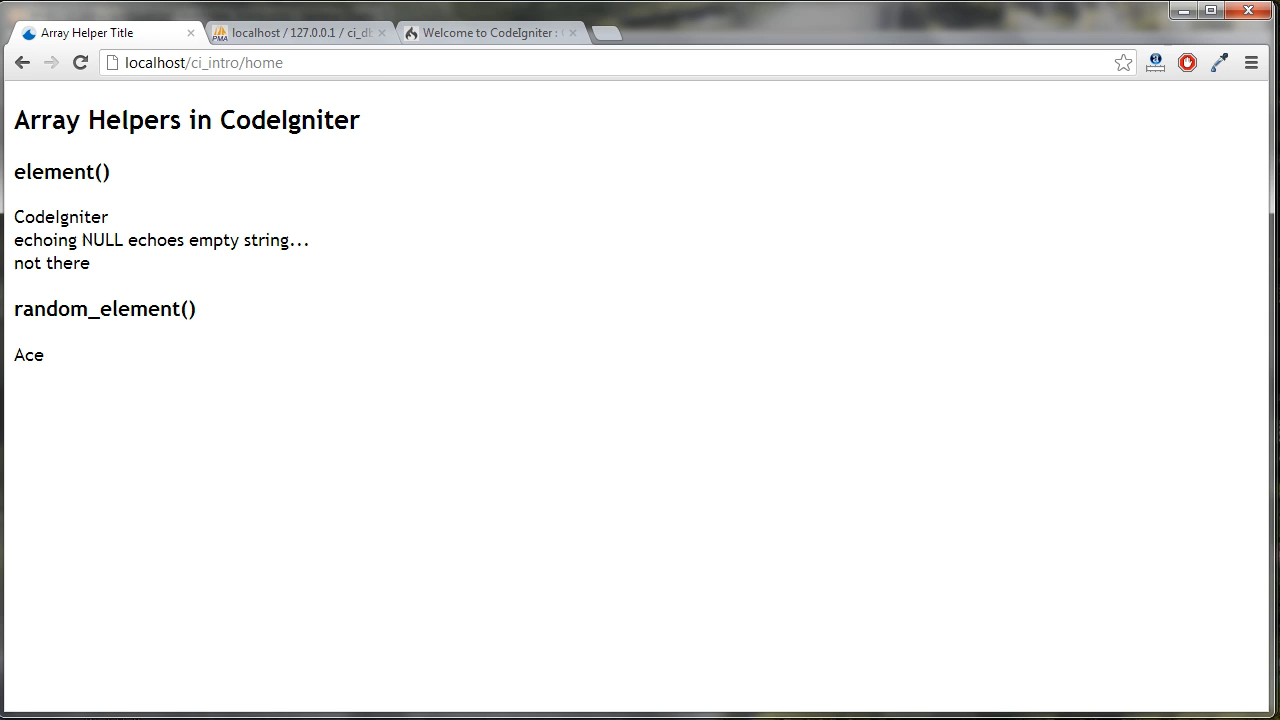 Array Helper Title
localhost / 127.0.0.1 / ci_db
Welcome to CodeIgniter :
localhost/ci_intro/home
Array Helpers in CodeIgniter
element()
CodeIgniter
echoing NULL echoes empty string...
not there
random_element()
Ace